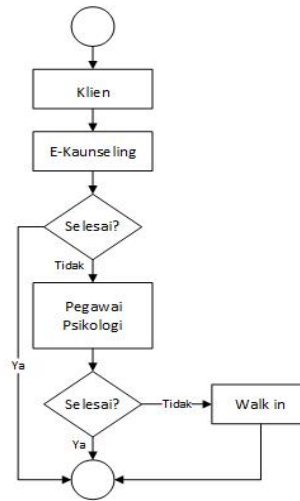 Klien
E-Kaunseling
Selesai?
Tidak
Pegawai
Psikologi
Ya
Selesai?
Tidak
Walk in
Ya